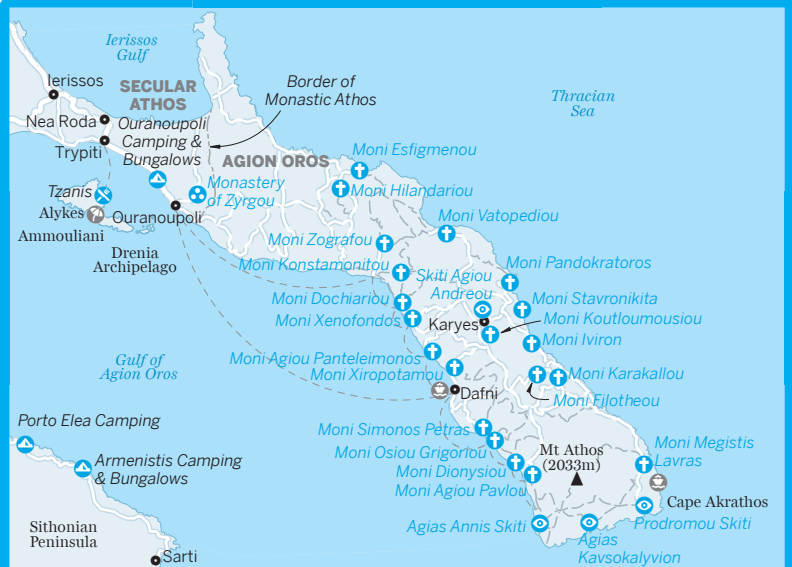 Ierissos
Gulf
Ierissos
SECULAR
ATHOS
Border of
Monastic Athos
Thracian
Sea
Nea Roda
Ouranoupoli
Camping &
Bungalows
Trypiti
AGION OROS
Moni Esfigmenou
Tzanis
Monastery
of Zyrgou
Moni Hilandariou
Alykes
Ouranoupoli
Ammouliani
Moni Vatopediou
Drenia
Archipelago
Moni Zografou
Moni Konstamonitou
Skiti Agiou
Andreou
Moni Pandokratoros
Moni Dochiariou
Moni Stavronikita
Moni Xenofondos
Karyes
Moni Koutloumousiou
Moni Iviron
Gulf of
Agion Oros
Moni Agiou Panteleimonos
Moni Xiropotamou
Moni Karakallou
Dafni
Moni Filotheou
Porto Elea Camping
Moni Simonos Petras
Armenistis Camping
& Bungalows
Moni Osiou Grigoriou
Mt Athos
(2033m)
Moni Megistis
Lavras
Moni Dionysiou
Moni Agiou Pavlou
Cape Akrathos
Sithonian
Peninsula
Agias Annis Skiti
Prodromou Skiti
Agias
Kavsokalyvion
Sarti